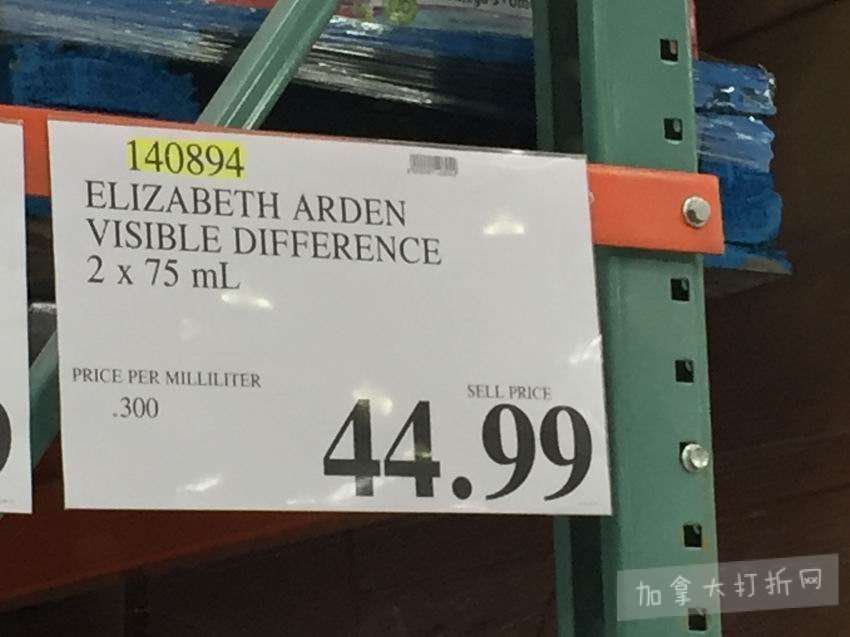 140894
ELIZABETH ARDEN
VISIBLE DIFFERENCE
2 x 75 mL
PRICE PER MILLILITER
.300
SELL PRICE
44.99
加拿大打折网